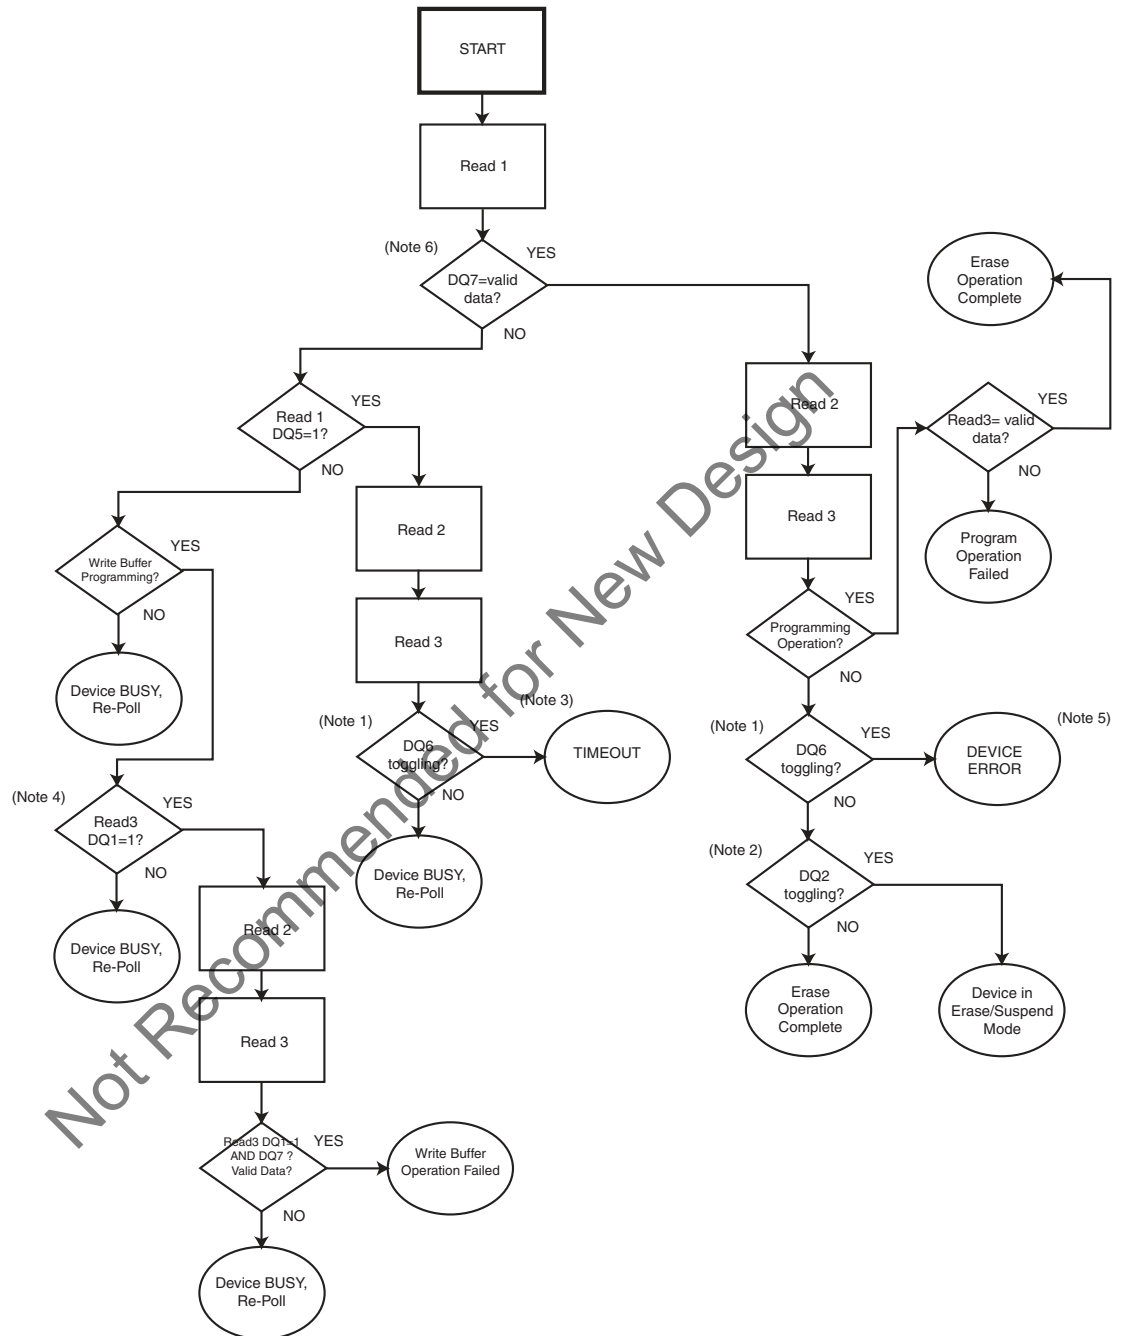 START
Read 1
(Note 6)
YES
DQ7=valid
data?
NO
Erase
Operation
Complete
Read 1
DQ5=1?
YES
NO
Read 2
Read3= valid
data?
YES
NO
Read 2
Read 3
Program
Operation
Failed
Write Buffer
Programming?
YES
NO
Read 3
Programming
Operation?
YES
NO
Device BUSY,
Re-Poll
(Note 1)
DQ6
toggling?
YES
(Note 3)
NO
TIMEOUT
(Note 1)
DQ6
toggling?
YES
NO
DEVICE
ERROR
(Note 5)
(Note 4)
Read3
DQ1=1?
YES
NO
Device BUSY,
Re-Poll
(Note 2)
DQ2
toggling?
YES
NO
Device BUSY,
Re-Poll
Read 2
Erase
Operation
Complete
Device in
Erase/Suspend
Mode
Read 3
Read3 DQ1=1
AND DQ7 ?
Valid Data?
YES
NO
Write Buffer
Operation Failed
Device BUSY,
Re-Poll
Not Recommended for New Design